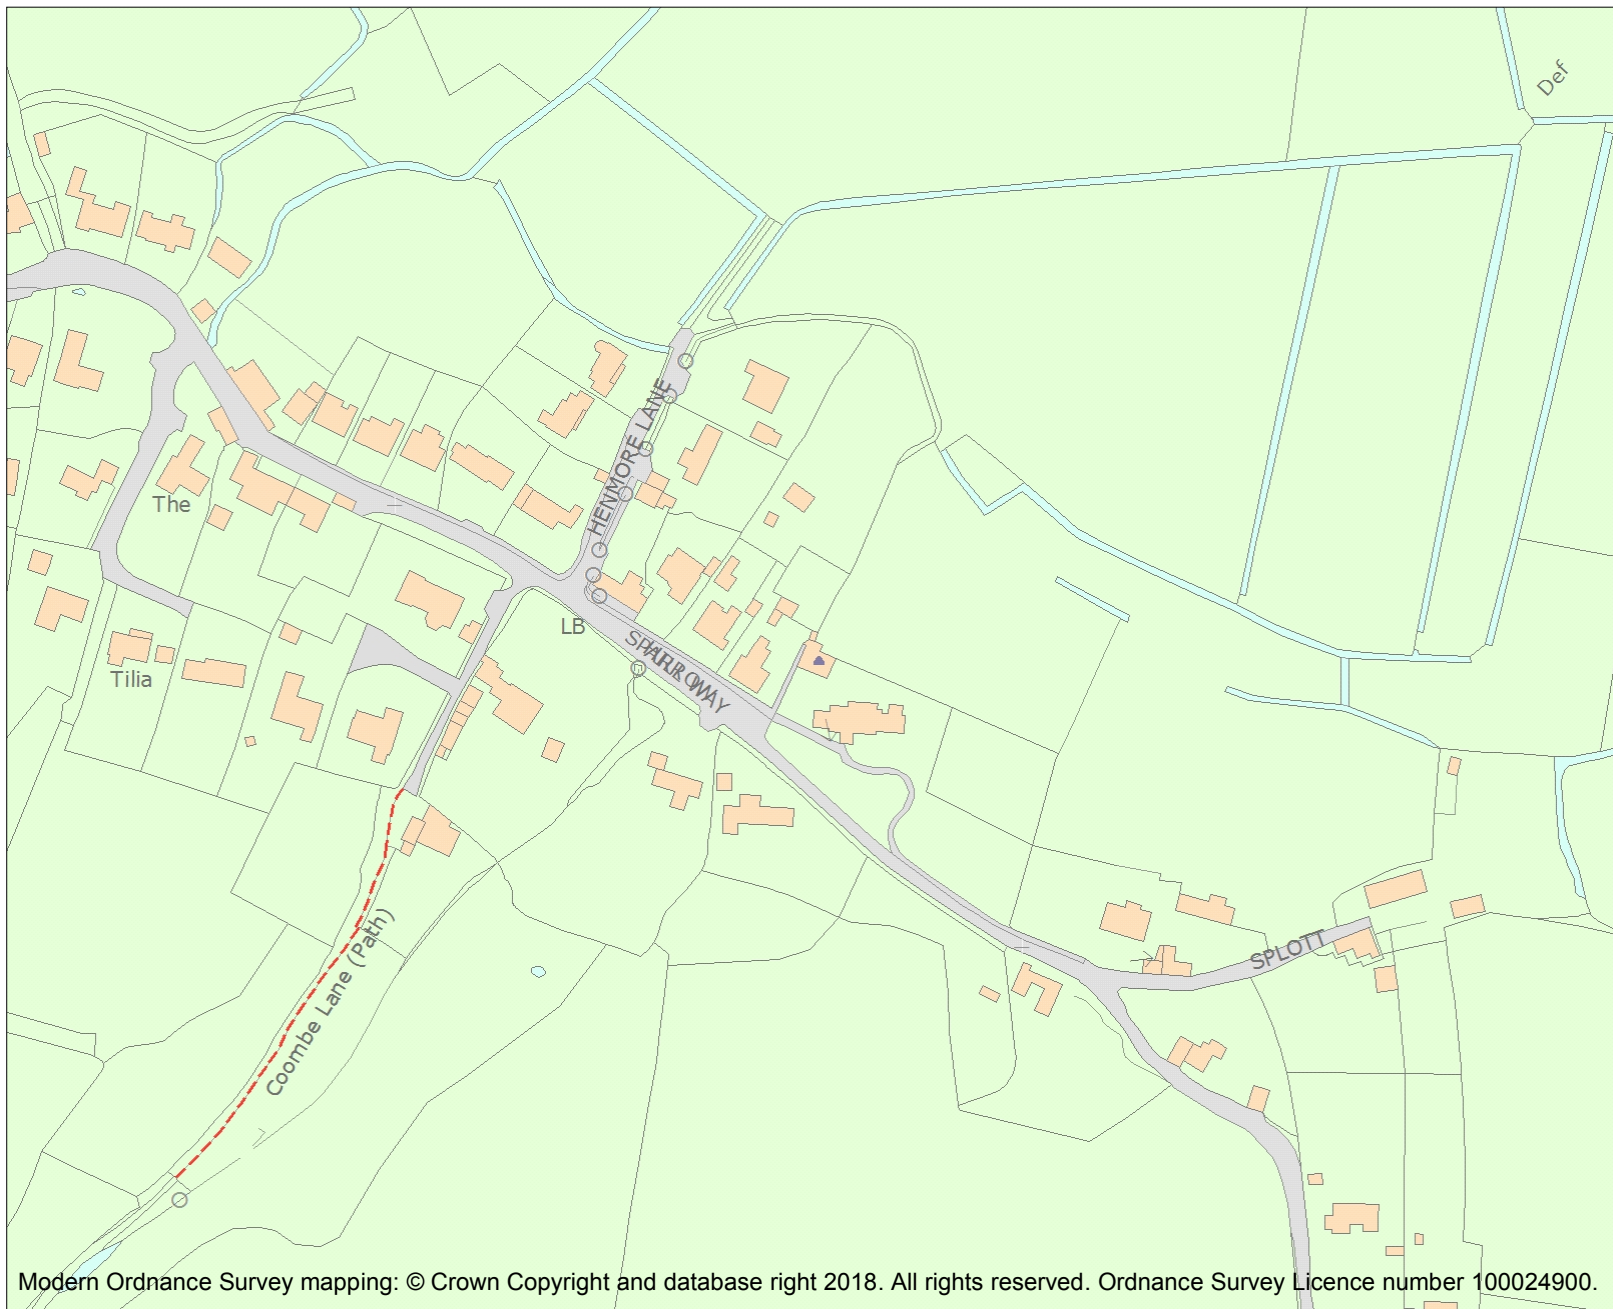 Def
HENMORE LANE
The
LB
Tilia
WAY
SPLOTT
Coombe Lane (Path)
Modern Ordnance Survey mapping: © Crown Copyright and database right 2018. All rights reserved. Ordnance Survey Licence number 100024900.